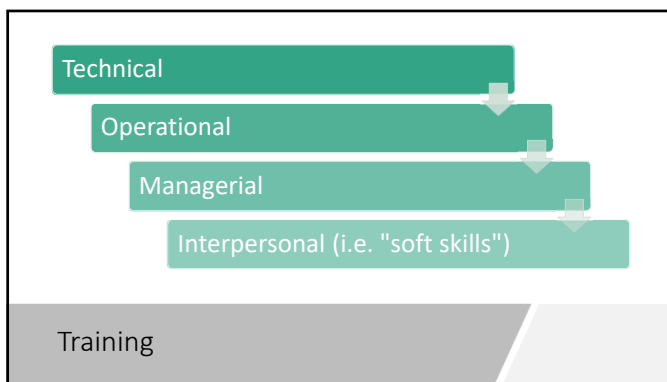 Technical
Operational
Managerial
Interpersonal (i.e. "soft skills")
Training